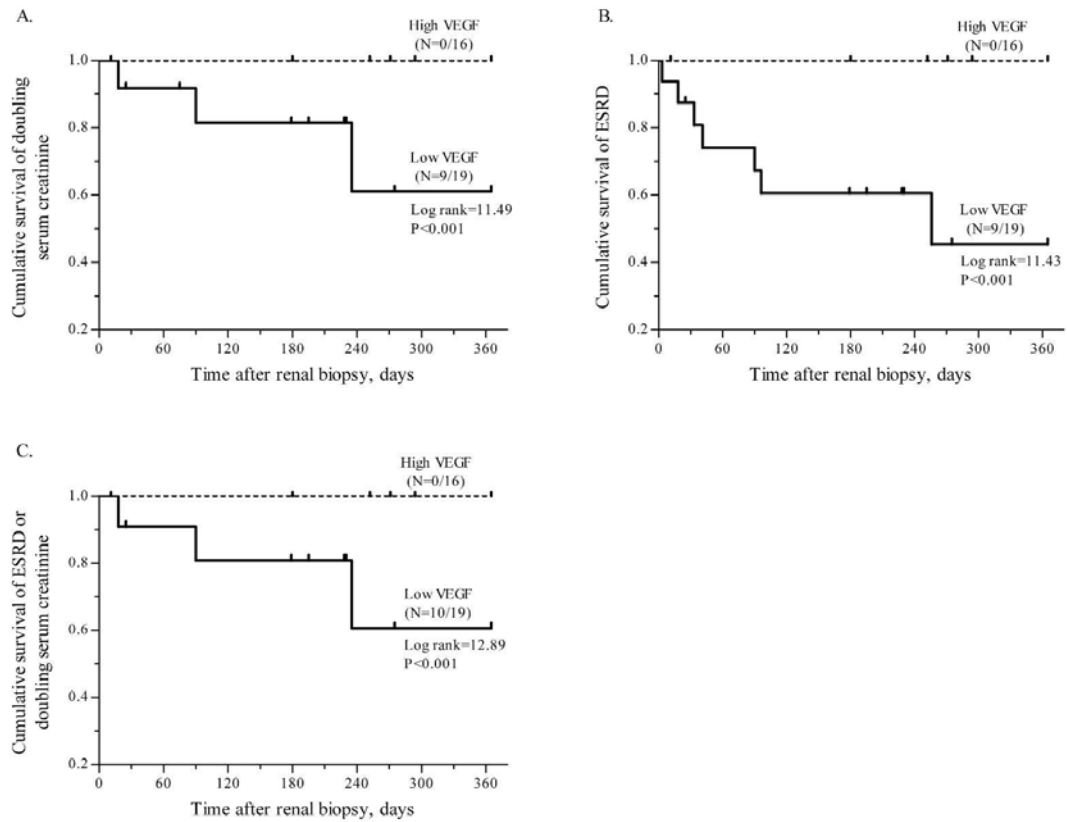 A.
High VEGF
(N=0/16)
1.0
0.8
0.6
0.4
0.2
Cumulative survival of doubling
serum creatinine
Low VEGF
(N=9/19)
Log rank=11.49
P<0.001
0 60 120 180 240 300 360
Time after renal biopsy, days
B.
High VEGF
(N=0/16)
1.0
0.8
0.6
0.4
0.2
Cumulative survival of ESRD
Low VEGF
(N=9/19)
Log rank=11.43
P<0.001
0 60 120 180 240 300 360
Time after renal biopsy, days
C.
High VEGF
(N=0/16)
1.0
0.8
0.6
0.4
0.2
Cumulative survival of ESRD or
doubling serum creatinine
Low VEGF
(N=10/19)
Log rank=12.89
P<0.001
0 60 120 180 240 300 360
Time after renal biopsy, days